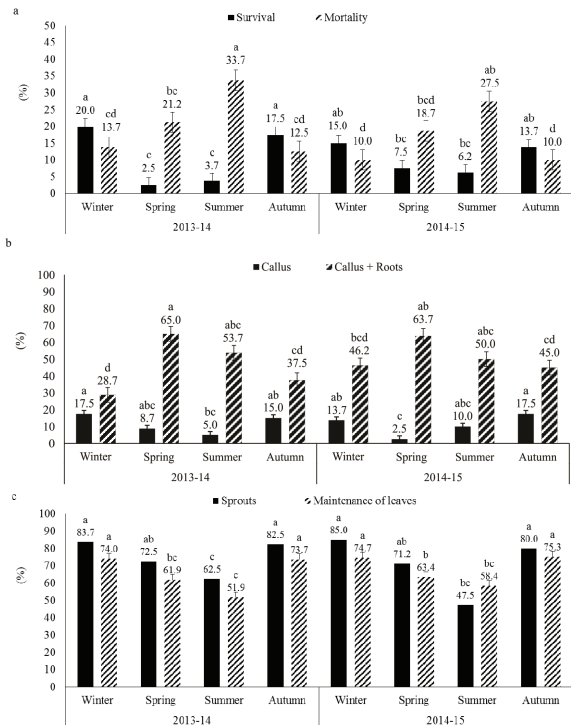 a
Survival Mortality
50
45
40
35
30
25
20
15
10
5
0
(%)
a
20.0
cd
13.7
c
2.5
bc
21.2
c
3.7
a
33.7
a
17.5
cd
12.5
ab
15.0
d
10.0
bc
7.5
bcd
18.7
c
6.2
ab
27.5
ab
13.7
d
10.0
Winter Spring Summer Autumn Winter Spring Summer Autumn
2013-14 2014-15
b
Callus Callus + Roots
100
90
80
70
60
50
40
30
20
10
0
(%)
a
17.5
d
28.7
abc
8.7
a
65.0
bc
5.0
abc
53.7
ab
15.0
cd
37.5
ab
13.7
bcd
46.2
c
2.5
ab
63.7
abc
10.0
abc
50.0
a
17.5
cd
45.0
Winter Spring Summer Autumn Winter Spring Summer Autumn
2013-14 2014-15
c
Sprouts Maintenance of leaves
100
90
80
70
60
50
40
30
20
10
0
(%)
a
83.7
a
74.0
ab
72.5
bc
61.9
c
62.5
c
51.9
a
82.5
a
73.7
a
85.0
a
74.7
ab
71.2
b
63.4
bc
47.5
bc
58.4
a
80.0
a
75.3
Winter Spring Summer Autumn Winter Spring Summer Autumn
2013-14 2014-15